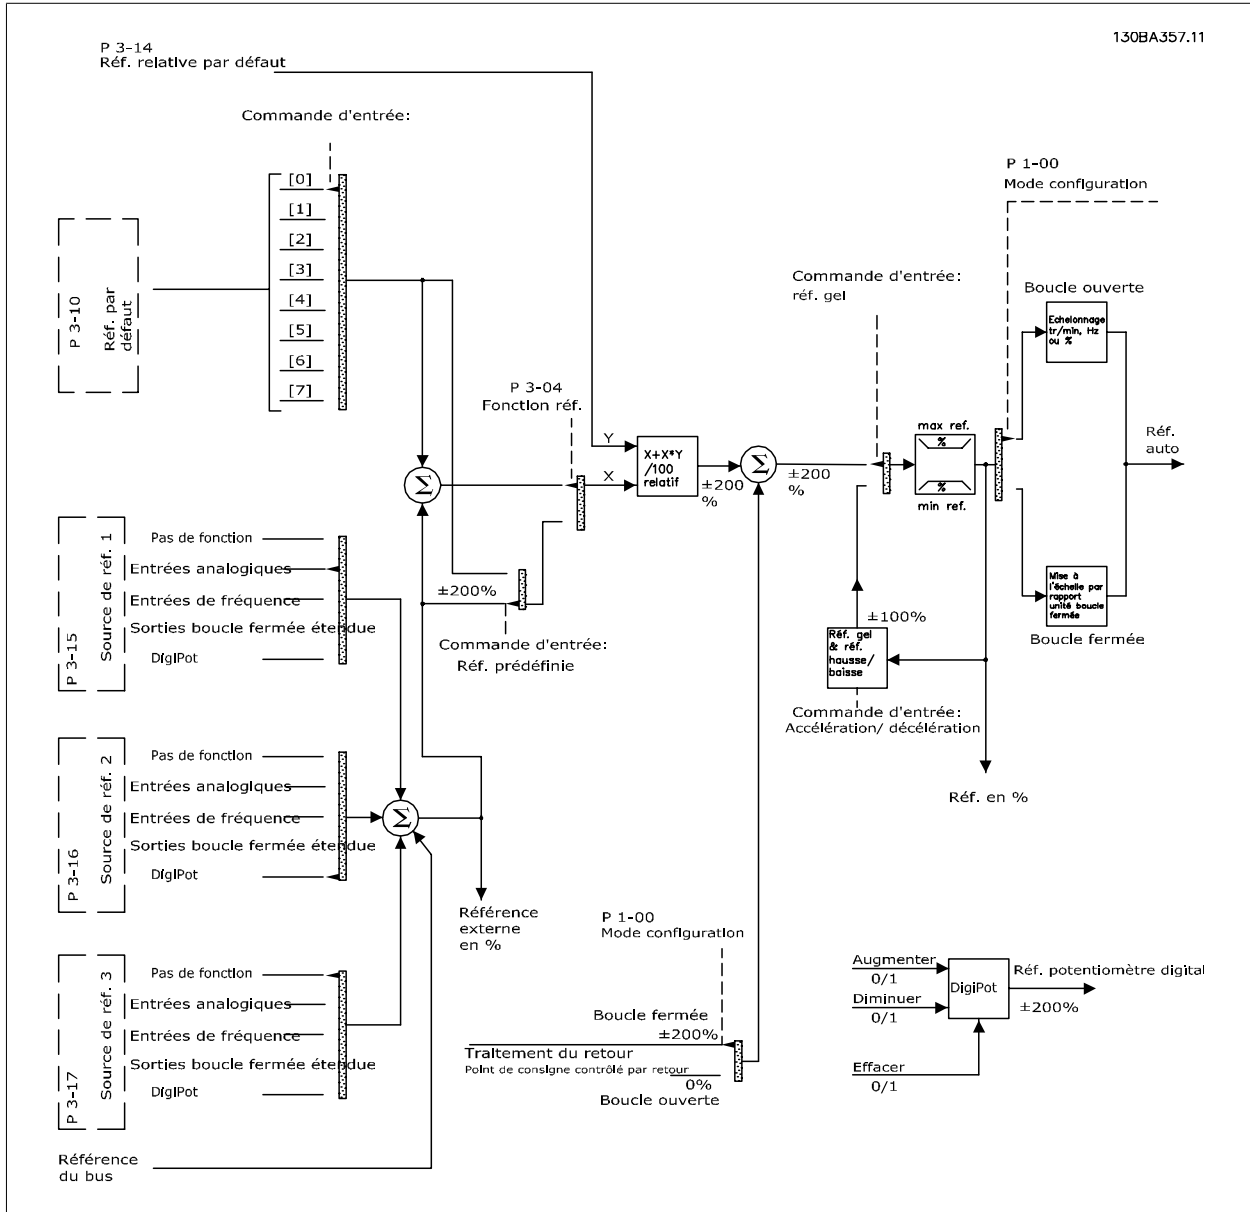 130BA357.11
P 3-14
Réf. relative par défaut
Commande d'entrée:
[0]
[1]
[2]
[3]
[4]
[5]
[6]
[7]
P 3-10
Réf. par
défaut
P 1-00
Mode configuration
Commande d'entrée:
réf. gel
Boucle ouverte
Echelonnage
tr/min, Hz
ou %
P 3-04
Fonction réf.
Y
X
X+X*Y
/100
relatif
±200
%
Σ
±200
%
max ref.
%
%
min ref.
Réf.
auto
Σ
P 3-15
Source de réf. 1
Pas de fonction
Entrées analogiques
Entrées de fréquence
Sorties boucle fermée étendue
DigiPot
±200%
Commande d'entrée:
Réf. prédéfinie
±100%
Réf. gel
& réf.
hausse/
baisse
Commande d'entrée:
Accélération/ décélération
Mise à
l'échelle par
rapport
unité boucle
fermée
Boucle fermée
Réf. en %
P 3-16
Source de réf. 2
Pas de fonction
Entrées analogiques
Entrées de fréquence
Sorties boucle fermée étendue
DigiPot
Σ
Référence
externe
en %
P 1-00
Mode configuration
P 3-17
Source de réf. 3
Pas de fonction
Entrées analogiques
Entrées de fréquence
Sorties boucle fermée étendue
DigiPot
Boucle fermée
±200%
Traitement du retour
Point de consigne contrôlé par retour
0%
Boucle ouverte
Augmenter
0/1
Diminuer
0/1
Effacer
0/1
DigiPot
Réf. potentiomètre digital
±200%
Référence
du bus